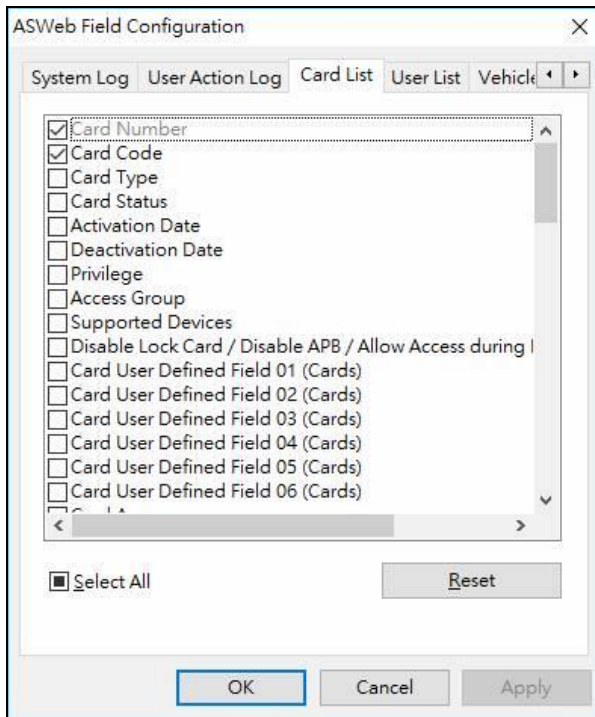 ASWeb Field Configuration
System Log User Action Log Card List User List
Card Number
Card Code
Card Type
Card Status
Activation Date
Deactivation Date
Privilege
Access Group
Supported Devices
Disable Lock Card / Disable APB / Allow Access during
Card User Defined Field 01 (Cards)
Card User Defined Field 02 (Cards)
Card User Defined Field 03 (Cards)
Card User Defined Field 04 (Cards)
Card User Defined Field 05 (Cards)
Card User Defined Field 06 (Cards)
Select All Reset
OK Cancel Apply